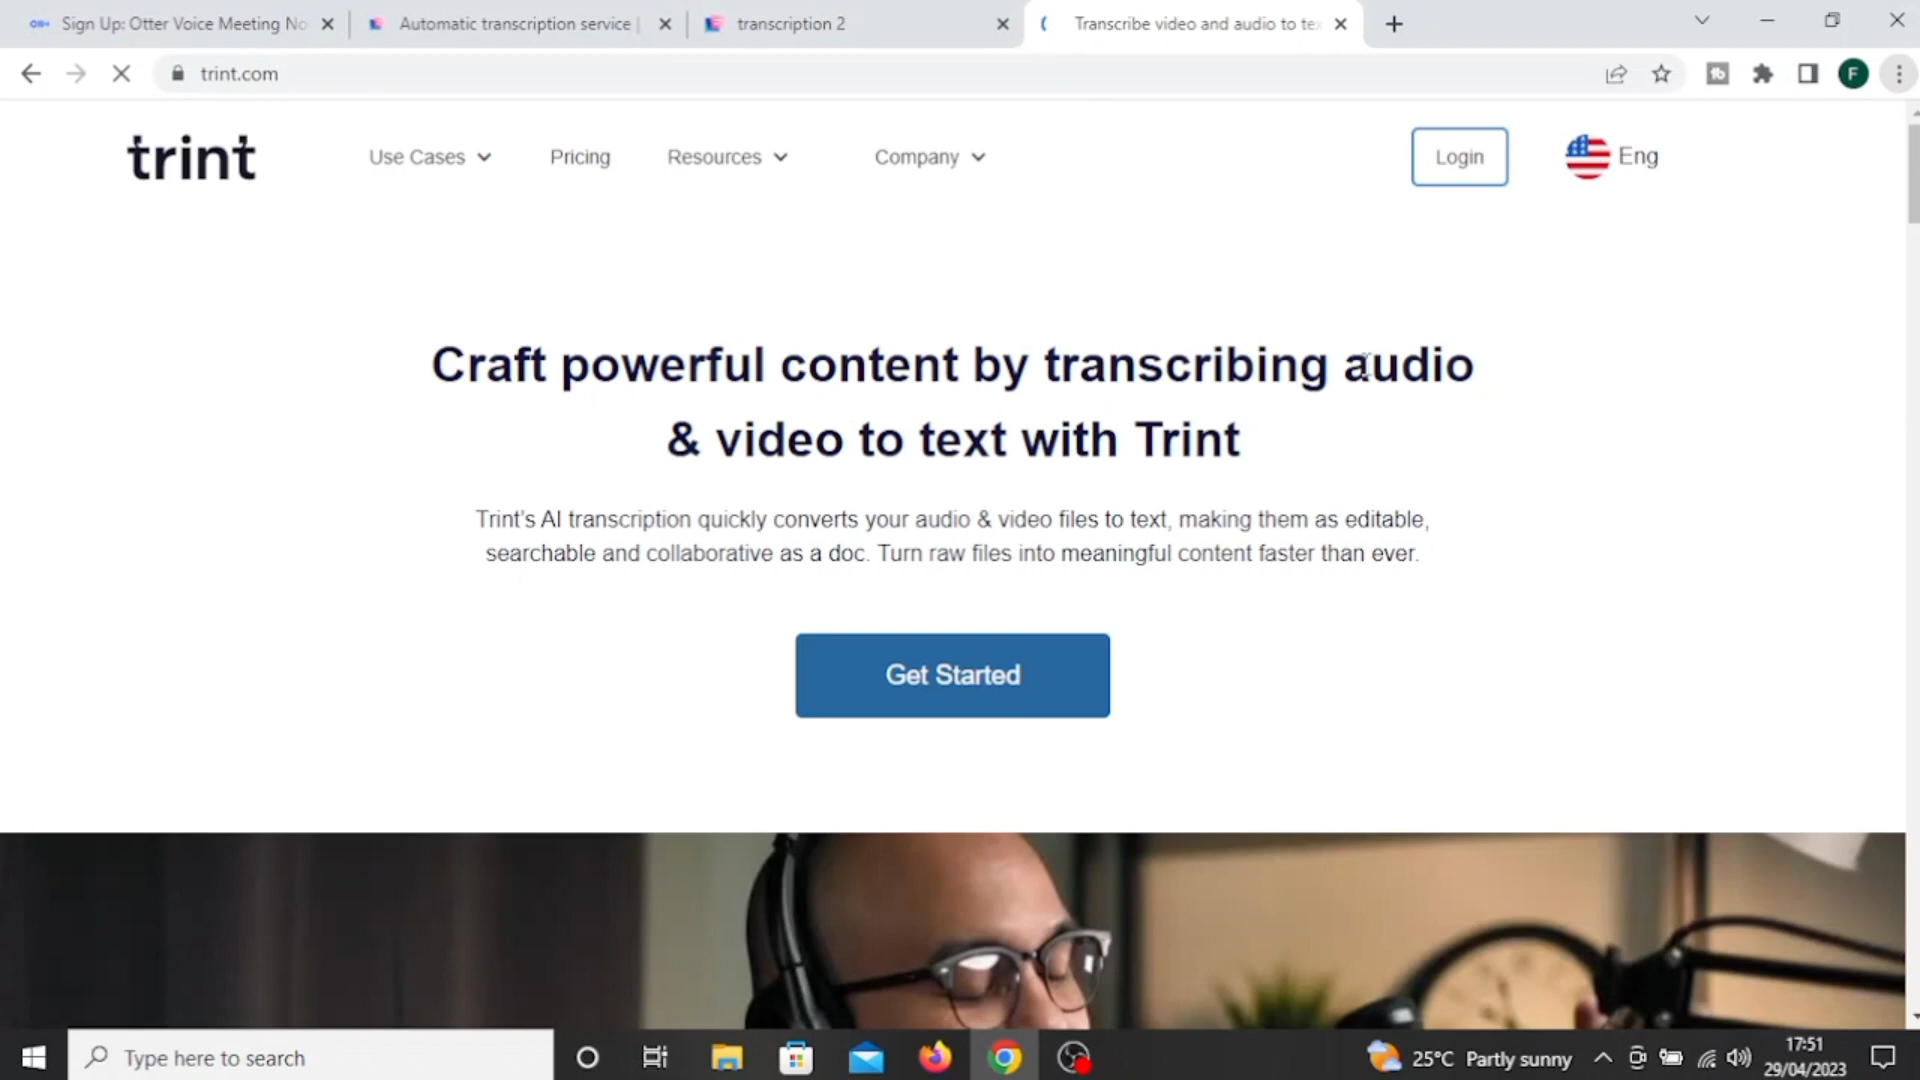 Sign Up: Otter Voice Meeting No
Automatic transcription service |
transcription 2
Transcribe video and audio to tex
trint.com
F
trint
Use Cases
Pricing
Resources
Company
Login
Eng
Craft powerful content by transcribing audio
& video to text with Trint
Trint's AI transcription quickly converts your audio & video files to text, making them as editable,
searchable and collaborative as a doc. Turn raw files into meaningful content faster than ever.
Get Started
Type here to search
25°C Partly sunny
17:51
29/04/2023